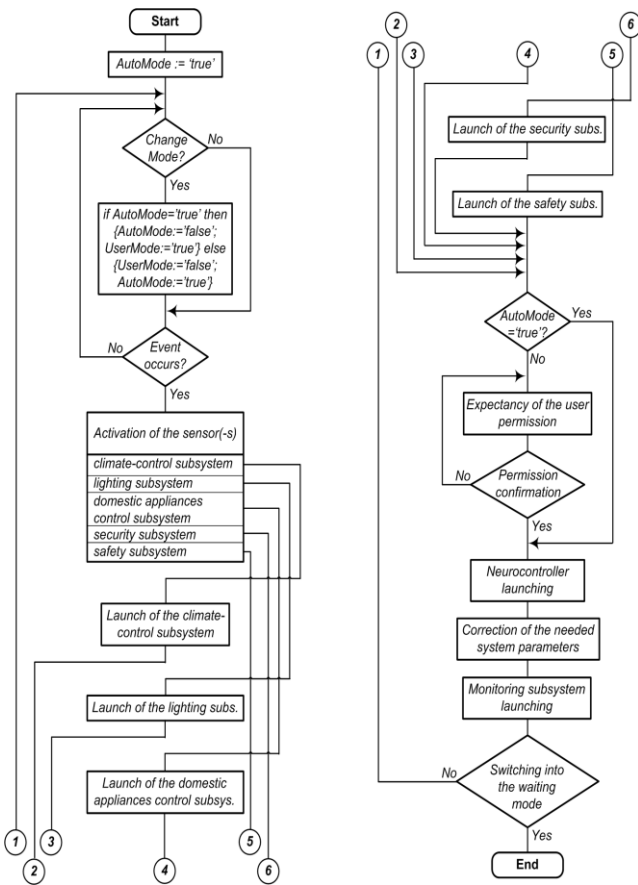 Start
AutoMode := ‘true’
Change
Mode?
No
Yes
if AutoMode=‘true’ then
{AutoMode:=‘false’;
UserMode:=‘true’} else
{UserMode:=‘false’;
AutoMode:=‘true’}
No
Event
occurs?
Yes
Activation of the sensor(-s)
climate-control subsystem
lighting subsystem
domestic appliances
control subsystem
security subsystem
safety subsystem
Launch of the climate-
control subsystem
Launch of the lighting subs.
Launch of the domestic
appliances control subsys.
1
2
3
4
5
6
1
2
3
4
5
6
Launch of the security subs.
Launch of the safety subs.
AutoMode
=‘true’?
Yes
No
Expectancy of the user
permission
No
Permission
confirmation
Yes
Neurocontroller
launching
Correction of the needed
system parameters
Monitoring subsystem
launching
No
Switching into
the waiting
mode
Yes
End